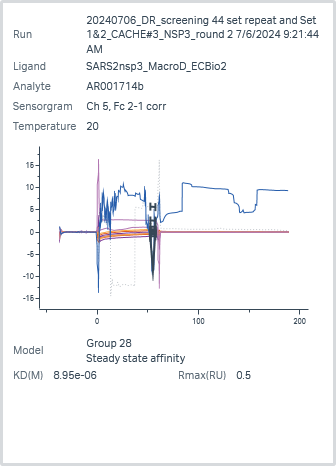 Run 20240706_DR_screening 44 set repeat and Set
1&2_CACHE#3_NSP3_round 2 7/6/2024 9:21:44
AM
Ligand SARS2nsp3_MacroD_ECBio2
Analyte AR001714b
Sensorgram Ch 5, Fc 2-1 corr
Temperature 20
15
10
5
0
-5
-10
-15
0 100 200
Model Group 28
Steady state affinity
KD(M) 8.95e-06 Rmax(RU) 0.5